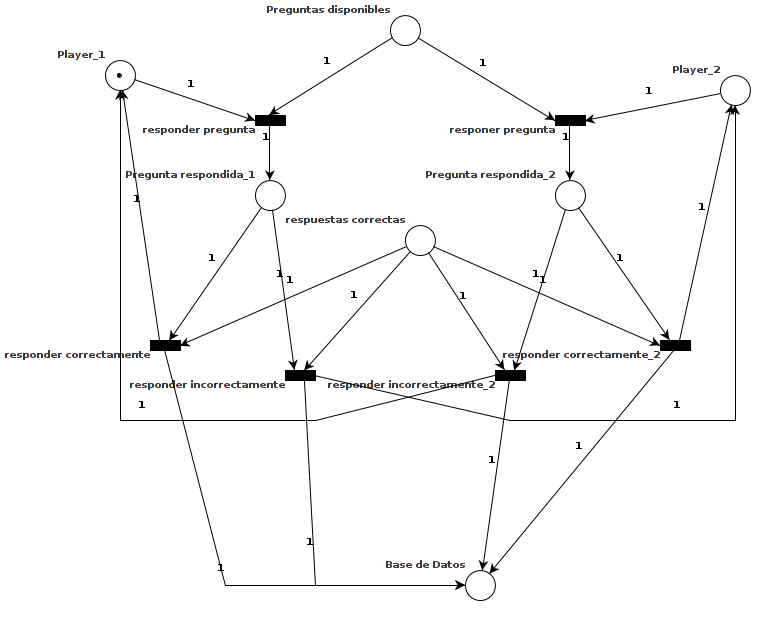 Preguntas disponibles
Player_1
1
1
Player_2
1
1
responder pregunta
1
responer pregunta
1
Pregunta respondida_1
Pregunta respondida_2
1
1
respuestas correctas
1
1
1
1
1
1
1
1
responder correctamente
responder correctamente_2
responder incorrectamente
responder incorrectamente_2
1
1
1
1
1
Base de Datos
1